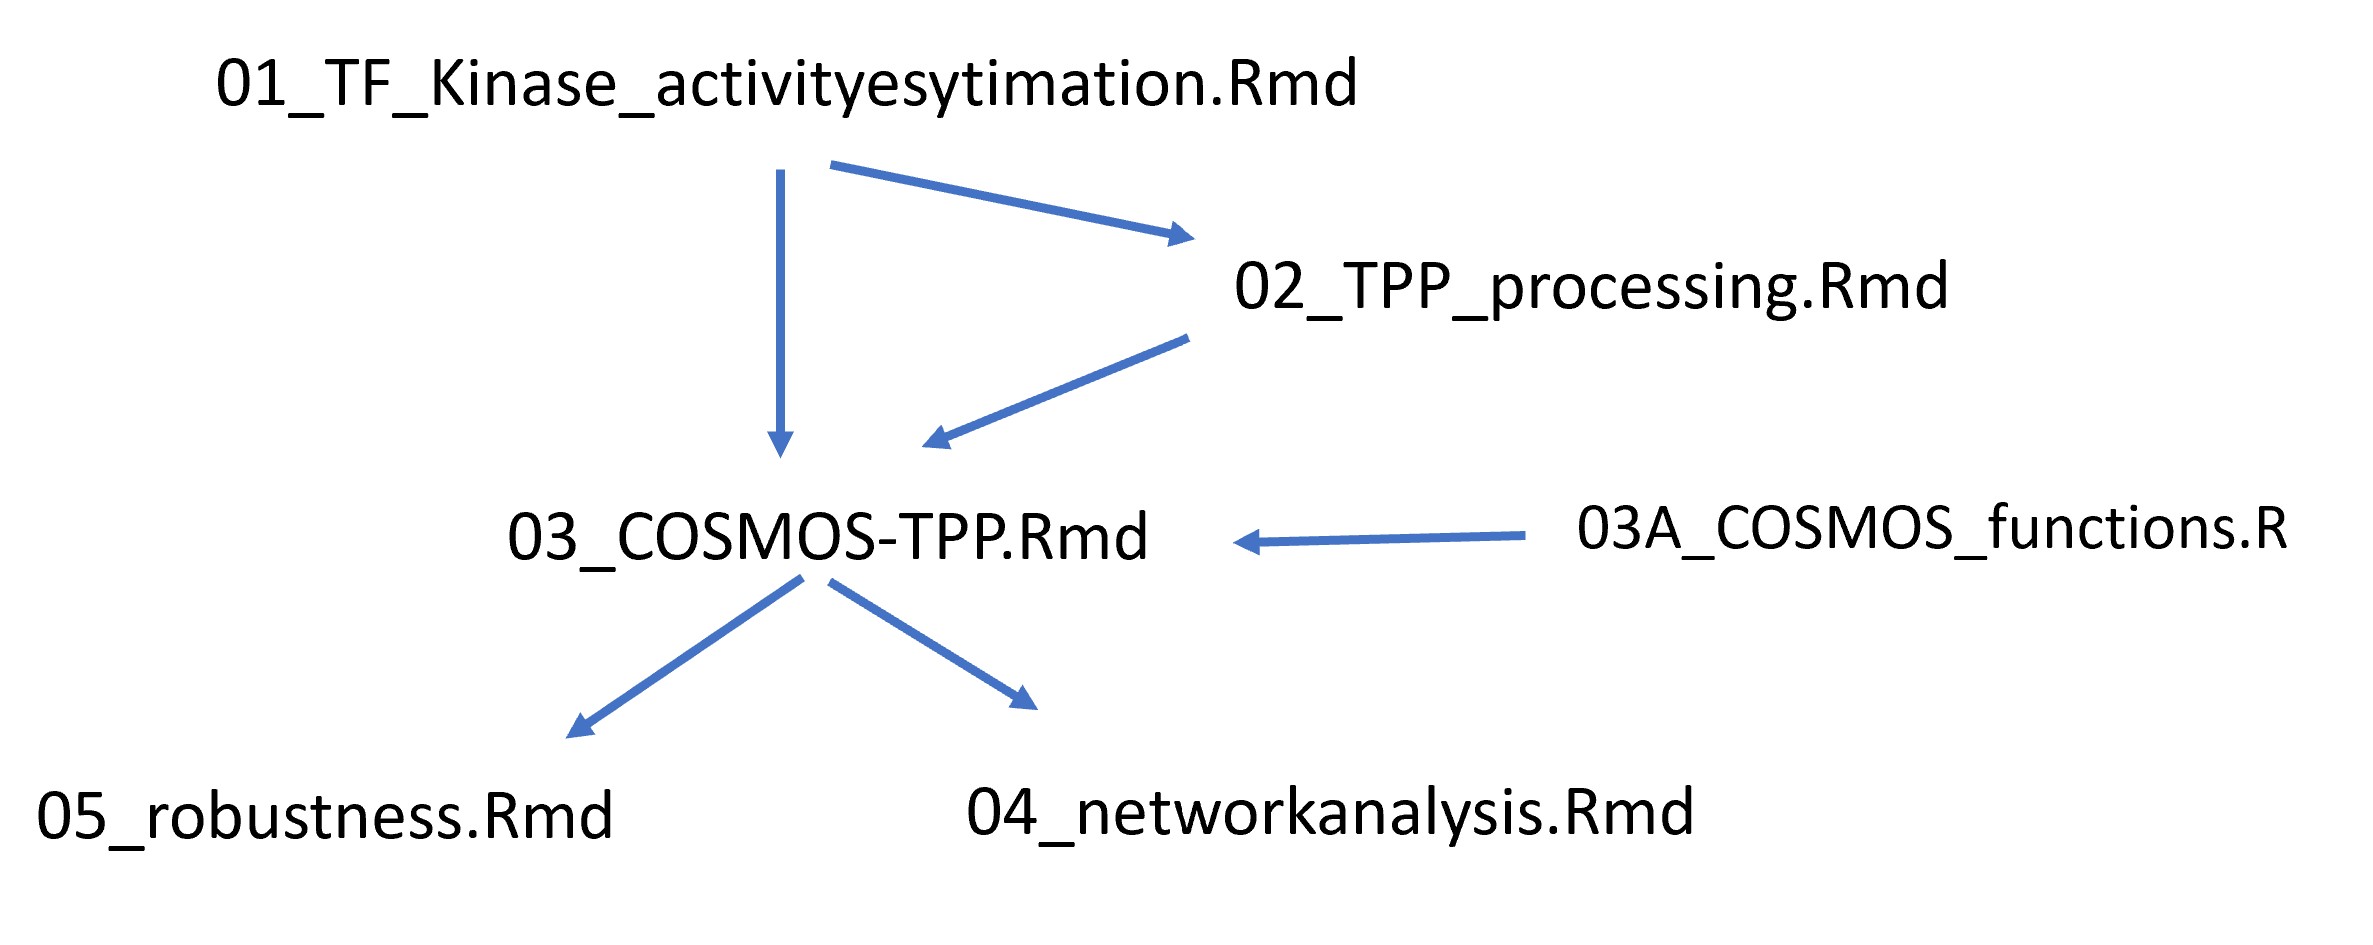 01_TF_Kinase_activityesytimation.Rmd
02_TPP_processing.Rmd
03_COSMOS-TPP.Rmd
03A_COSMOS_functions.R
05_robustness.Rmd
04_networkanalysis.Rmd